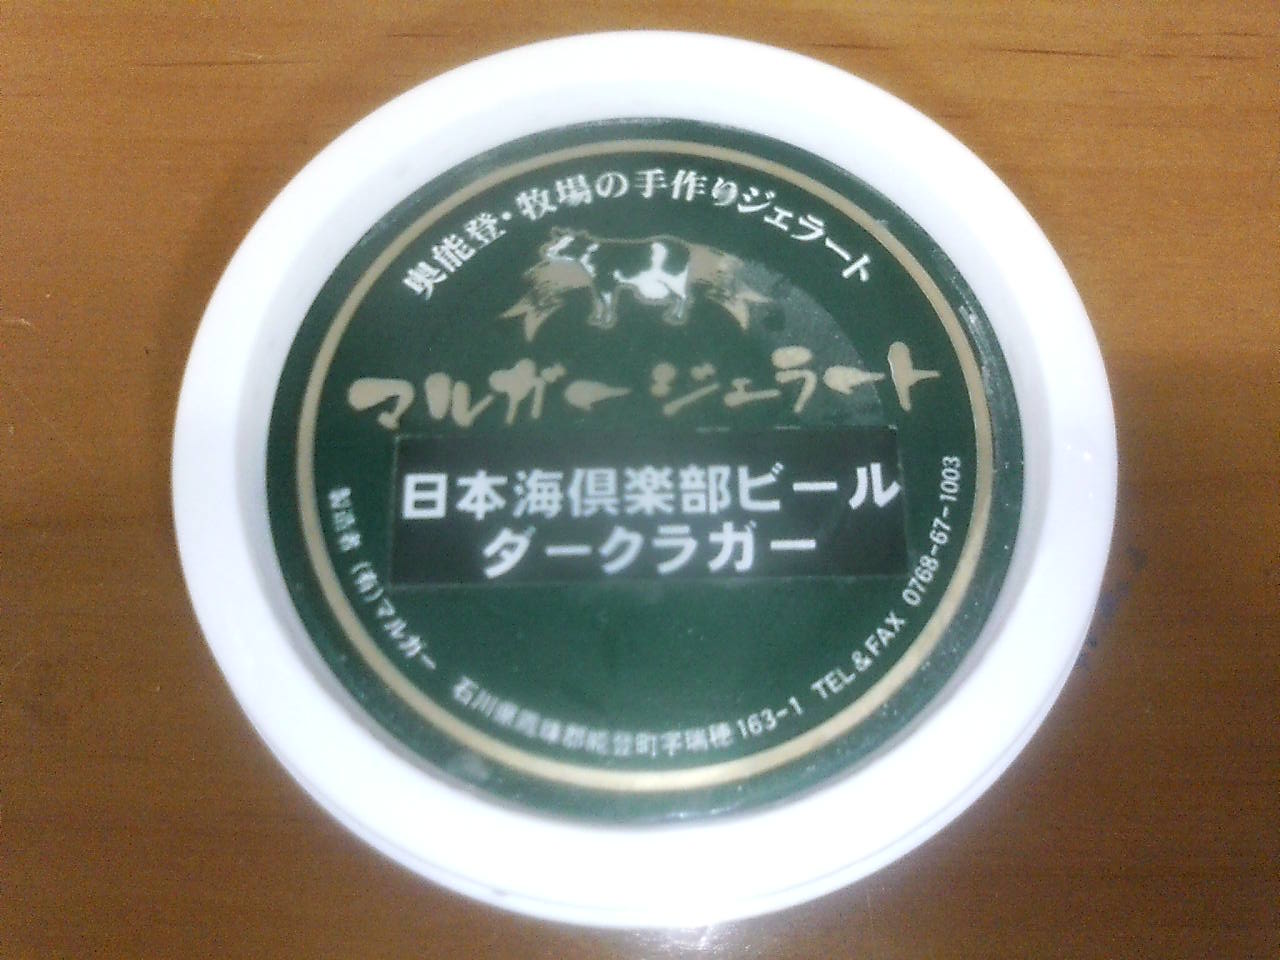 奥能登・牧場の手作りジェラート
マルガージェラート
日本海倶楽部ビール
ダークラガー
製造者 (有)マルガー 石川県鳳珠郡能登町字瑞穂163-1 TEL&FAX 0768-67-1003